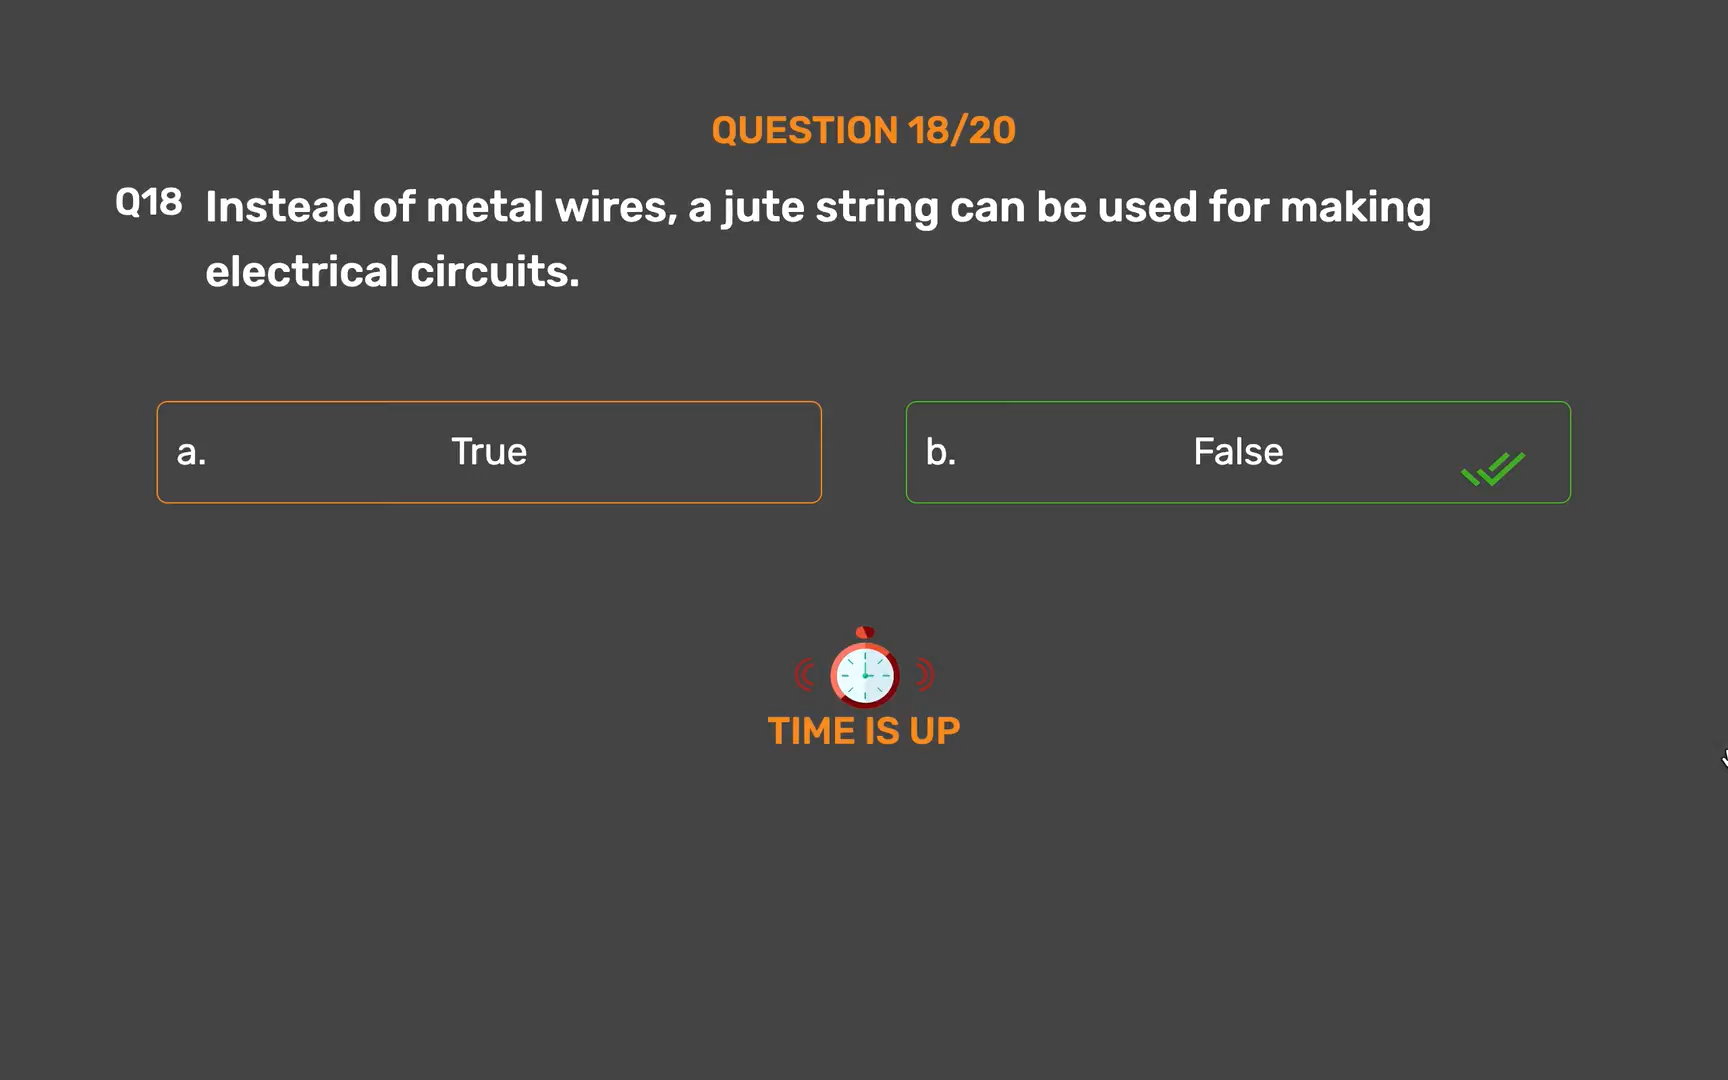 QUESTION 18/20
Q18 Instead of metal wires, a jute string can be used for making
electrical circuits.
a. True
b. False
TIME IS UP